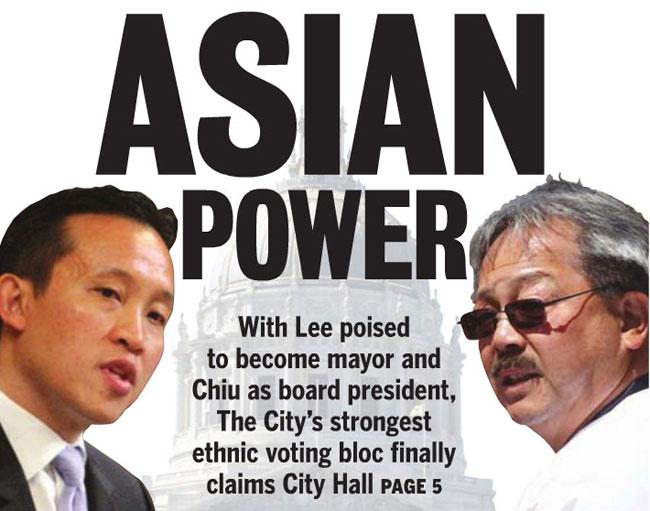 ASIAN
POWER
With Lee poised
to become mayor and
Chiu as board president,
The City's strongest
ethnic voting bloc finally
claims City Hall PAGE 5